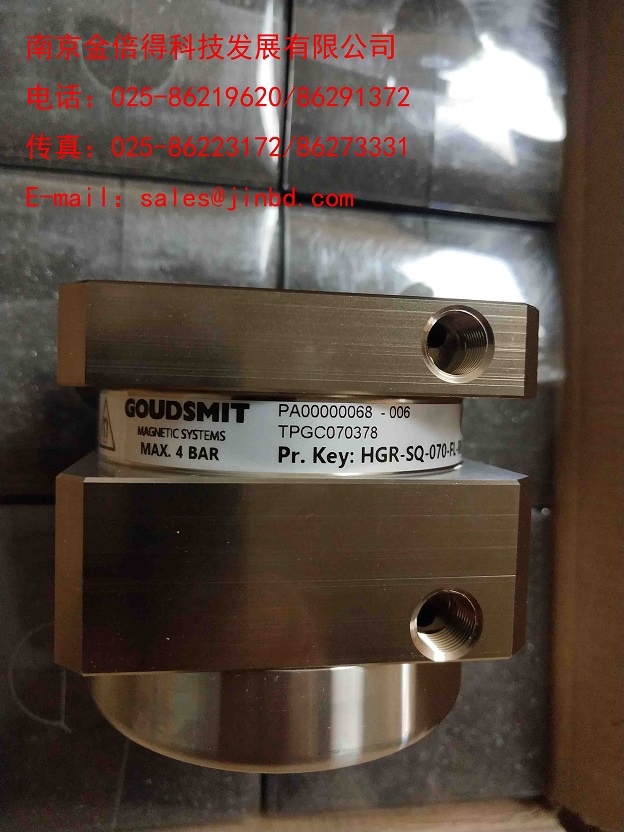 南京金倍得科技发展有限公司
电话：025-86219620/86291372
传真：025-86223172/86273331
E-mail：sales@jinbd.com
GOUDSMIT
MAGNETIC SYSTEMS
MAX. 4 BAR
PA00000068 - 006
TPGC070378
Pr. Key: HGR-SQ-070-FL-